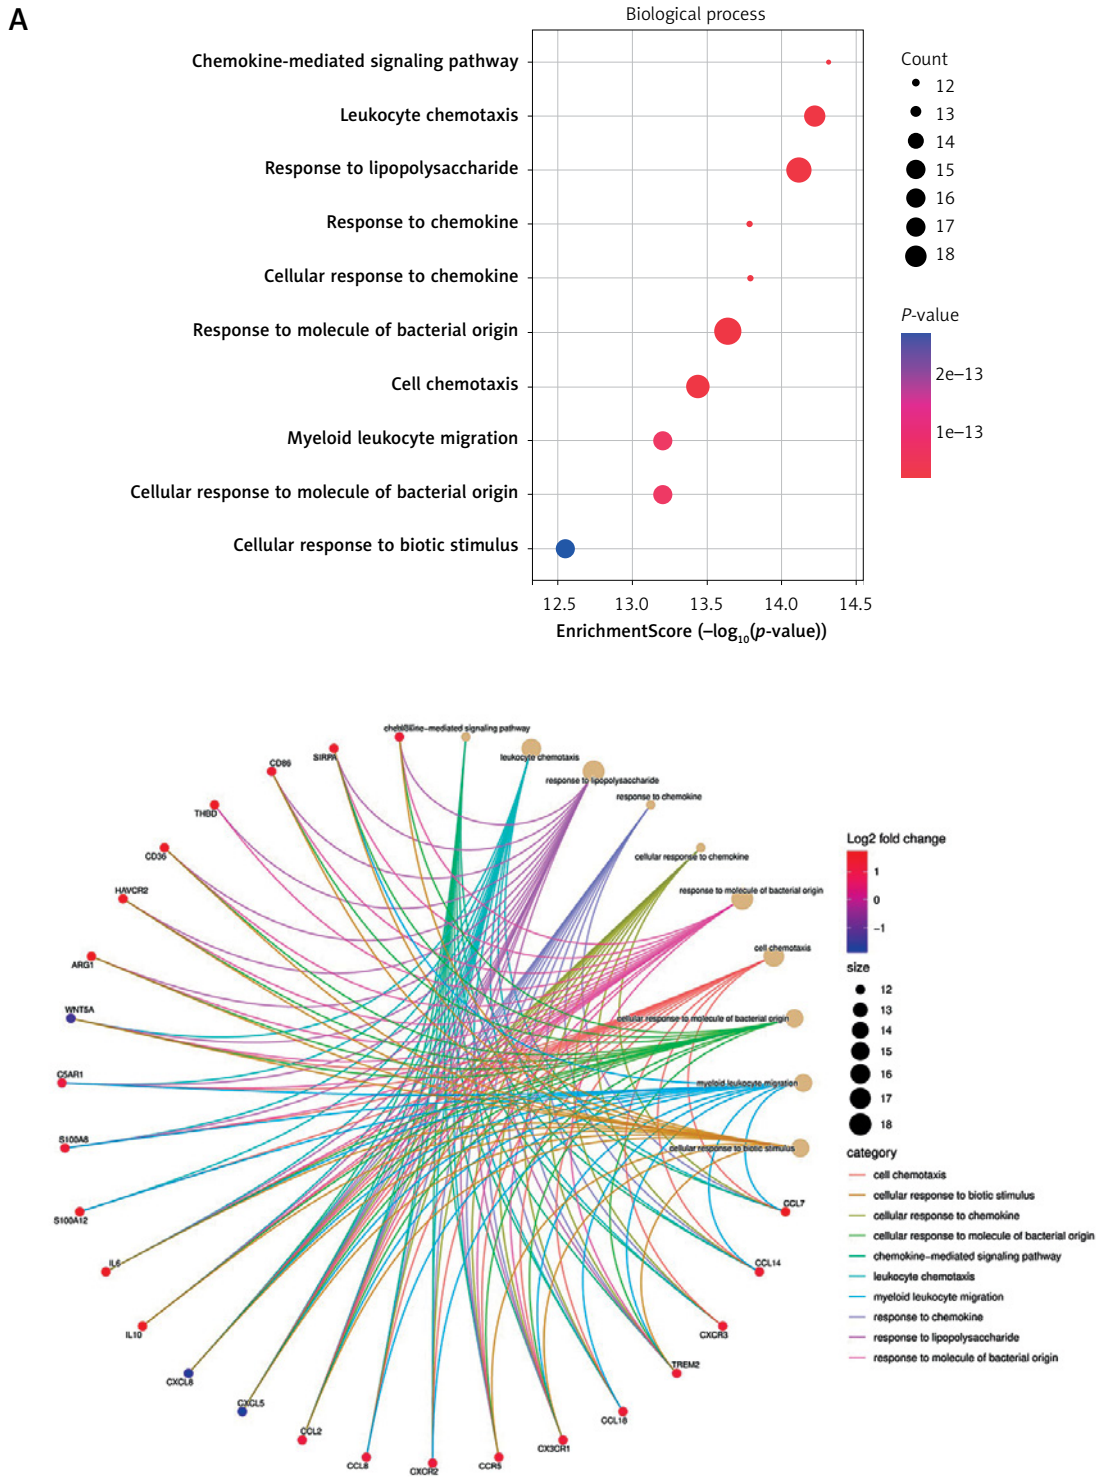 A
Biological process
Chemokine-mediated signaling pathway
Leukocyte chemotaxis
Response to lipopolysaccharide
Response to chemokine
Cellular response to chemokine
Response to molecule of bacterial origin
Cell chemotaxis
Myeloid leukocyte migration
Cellular response to molecule of bacterial origin
Cellular response to biotic stimulus
12.5 13.0 13.5 14.0 14.5
EnrichmentScore (–log10(p-value))
Count
12
13
14
15
16
17
18
P-value
2e–13
1e–13
mediated signaling pathway
leukocyte chemotaxis
response to lipopolysaccharide
response to chemokine
cellular response to chemokine
response to molecule of bacterial origin
cell chemotaxis
cellular response to molecule of bacterial origin
myeloid leukocyte migration
cellular response to biotic stimulus
CCL7
CCL14
CXCR3
TREM2
CX3CR1
CCR5
CXCR2
CCL8
CCL2
CXCL5
IL10
IL6
S100A12
C5AR1
WNT5A
ARG1
HAVCR2
CD36
THBD
SIRPA
Log2 fold change
1
0
−1
size
12
13
14
15
16
17
18
category
cell chemotaxis
cellular response to biotic stimulus
cellular response to chemokine
cellular response to molecule of bacterial origin
chemokine−mediated signaling pathway
leukocyte chemotaxis
myeloid leukocyte migration
response to chemokine
response to lipopolysaccharide
response to molecule of bacterial origin